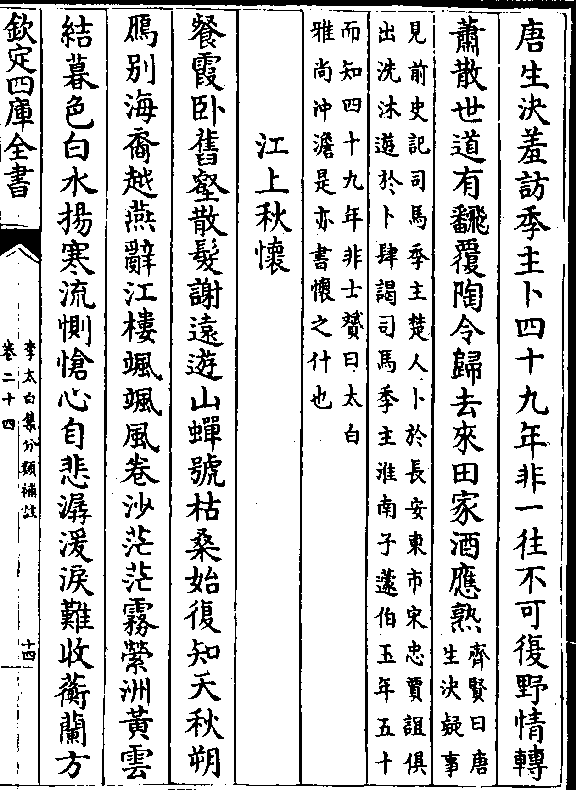 唐生決羞訪季主卜四十九年非一往不可復野情轉
蕭散世道有飜覆陶令歸去來田家酒應熟
齊賢曰唐
生決疑事
見前史記司馬季主楚人卜於長安東市宋忠賈誼俱
出洗沐遊於卜肆謁司馬季主淮南子蘧伯玉年五十
而知四十九年非士贇曰太白
雅尚冲澹是亦書懷之什也
江上秋懷
餐霞卧舊壑散髮謝遠遊山蟬號枯桑始復知天秋朔
鴈別海裔越燕辭江樓颯颯風卷沙茫茫霧縈洲黃雲
結暮色白水揚寒流惻愴心自悲潺湲淚難收蘅蘭方
欽定四庫全書
李太白集分類補註
卷二十四
十四